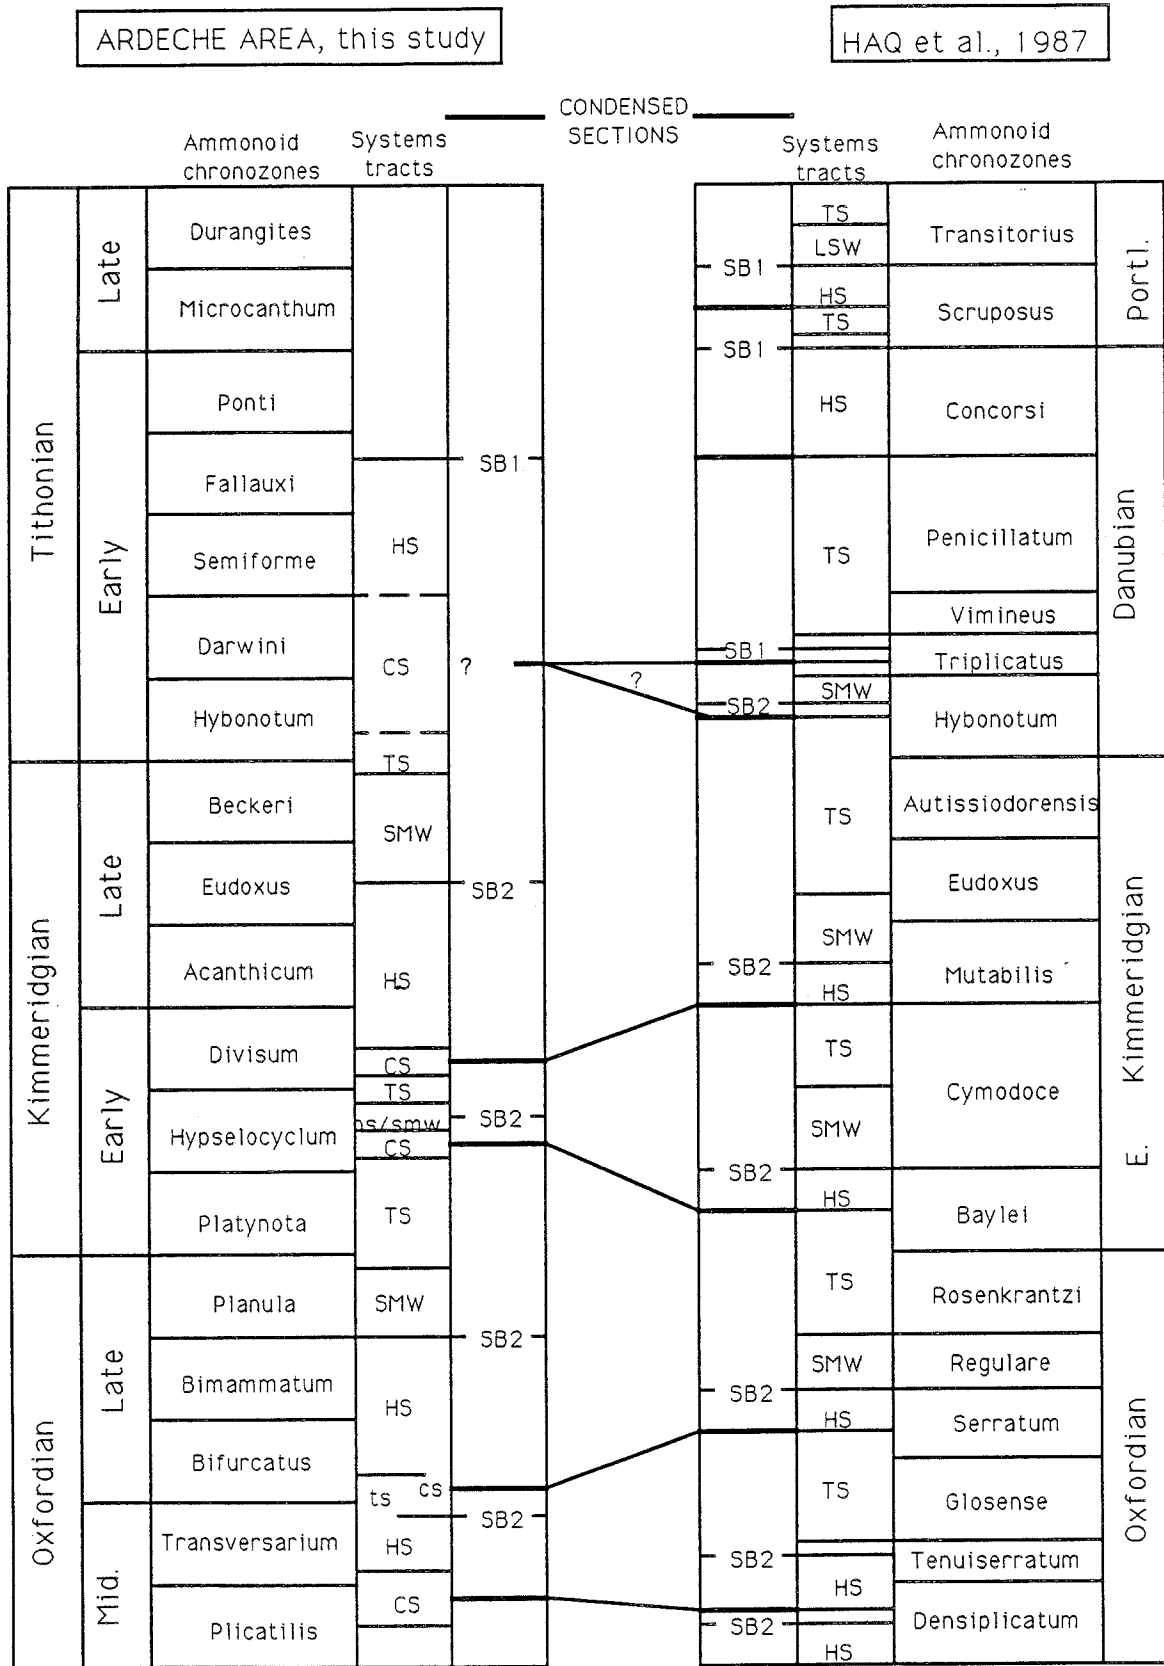 ARDECHE AREA, this study
HAQ et al., 1987
CONDENSED
SECTIONS
Ammonoid
chronozones
Systems
tracts
Systems
tracts
Ammonoid
chronozones
Tithonian
Kimmeridgian
Oxfordian
Late
Early
Late
Early
Late
Mid.
Durangites
Microcanthum
Ponti
Fallauxi
Semiforme
Darwini
Hybonotum
Beckeri
Eudoxus
Acanthicum
Divisum
Hypselocyclum
Platynota
Planula
Bimammatum
Bifurcatus
Transversarium
Plicatilis
HS
CS
TS
SMW
HS
CS
TS
hs/smw
CS
TS
SMW
HS
cs
ts
HS
CS
SB1
?
SB2
SB2
SB2
SB2
?
SB1
SB1
SB1
SB2
SB2
SB2
SB2
SB2
SB2
TS
LSW
HS
TS
HS
TS
SMW
TS
SMW
HS
TS
SMW
HS
TS
SMW
HS
TS
HS
HS
Transitorius
Scruposus
Concorsi
Penicillatum
Vimineus
Triplicatus
Hybonotum
Autissiodorensis
Eudoxus
Mutabilis
Cymodoce
Baylei
Rosenkrantzi
Regulare
Serratum
Glosense
Tenuiserratum
Densiplicatum
Portl.
Danubian
E. Kimmeridgian
Oxfordian